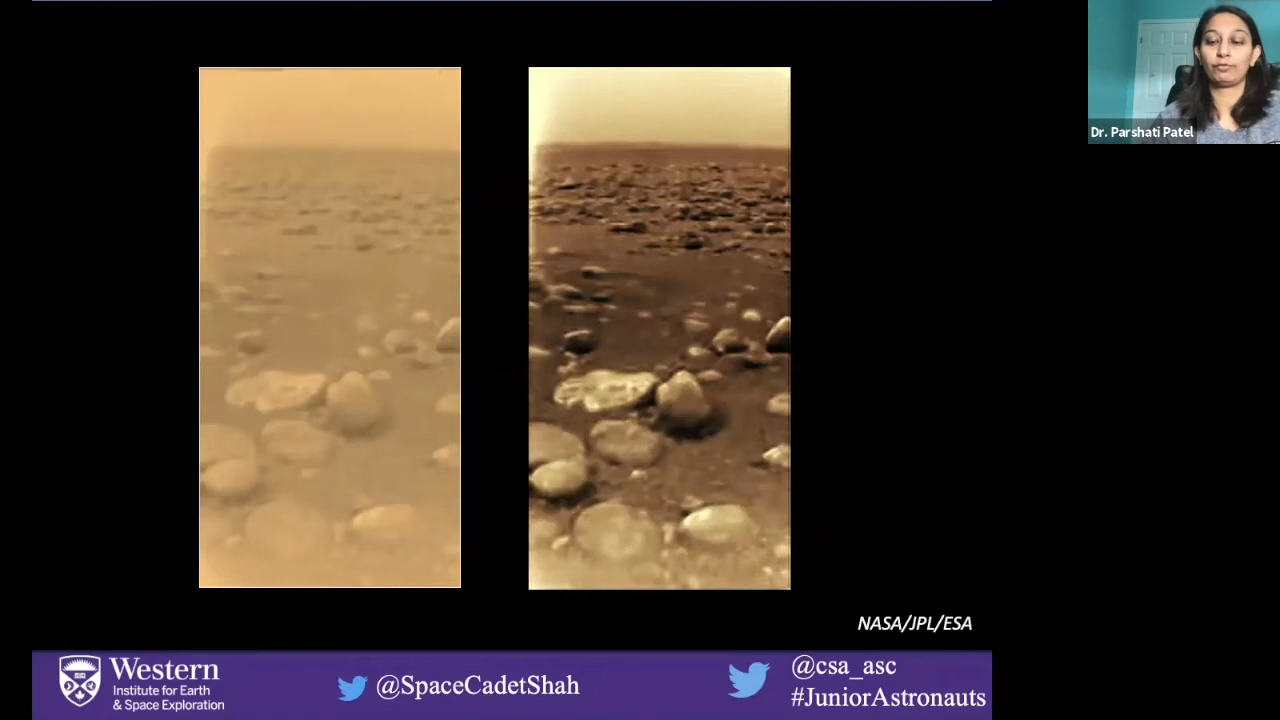 Dr. Parshati Patel
NASA/JPL/ESA
Western
Institute for Earth
& Space Exploration
@SpaceCadetShah
@csa_asc
#JuniorAstronauts